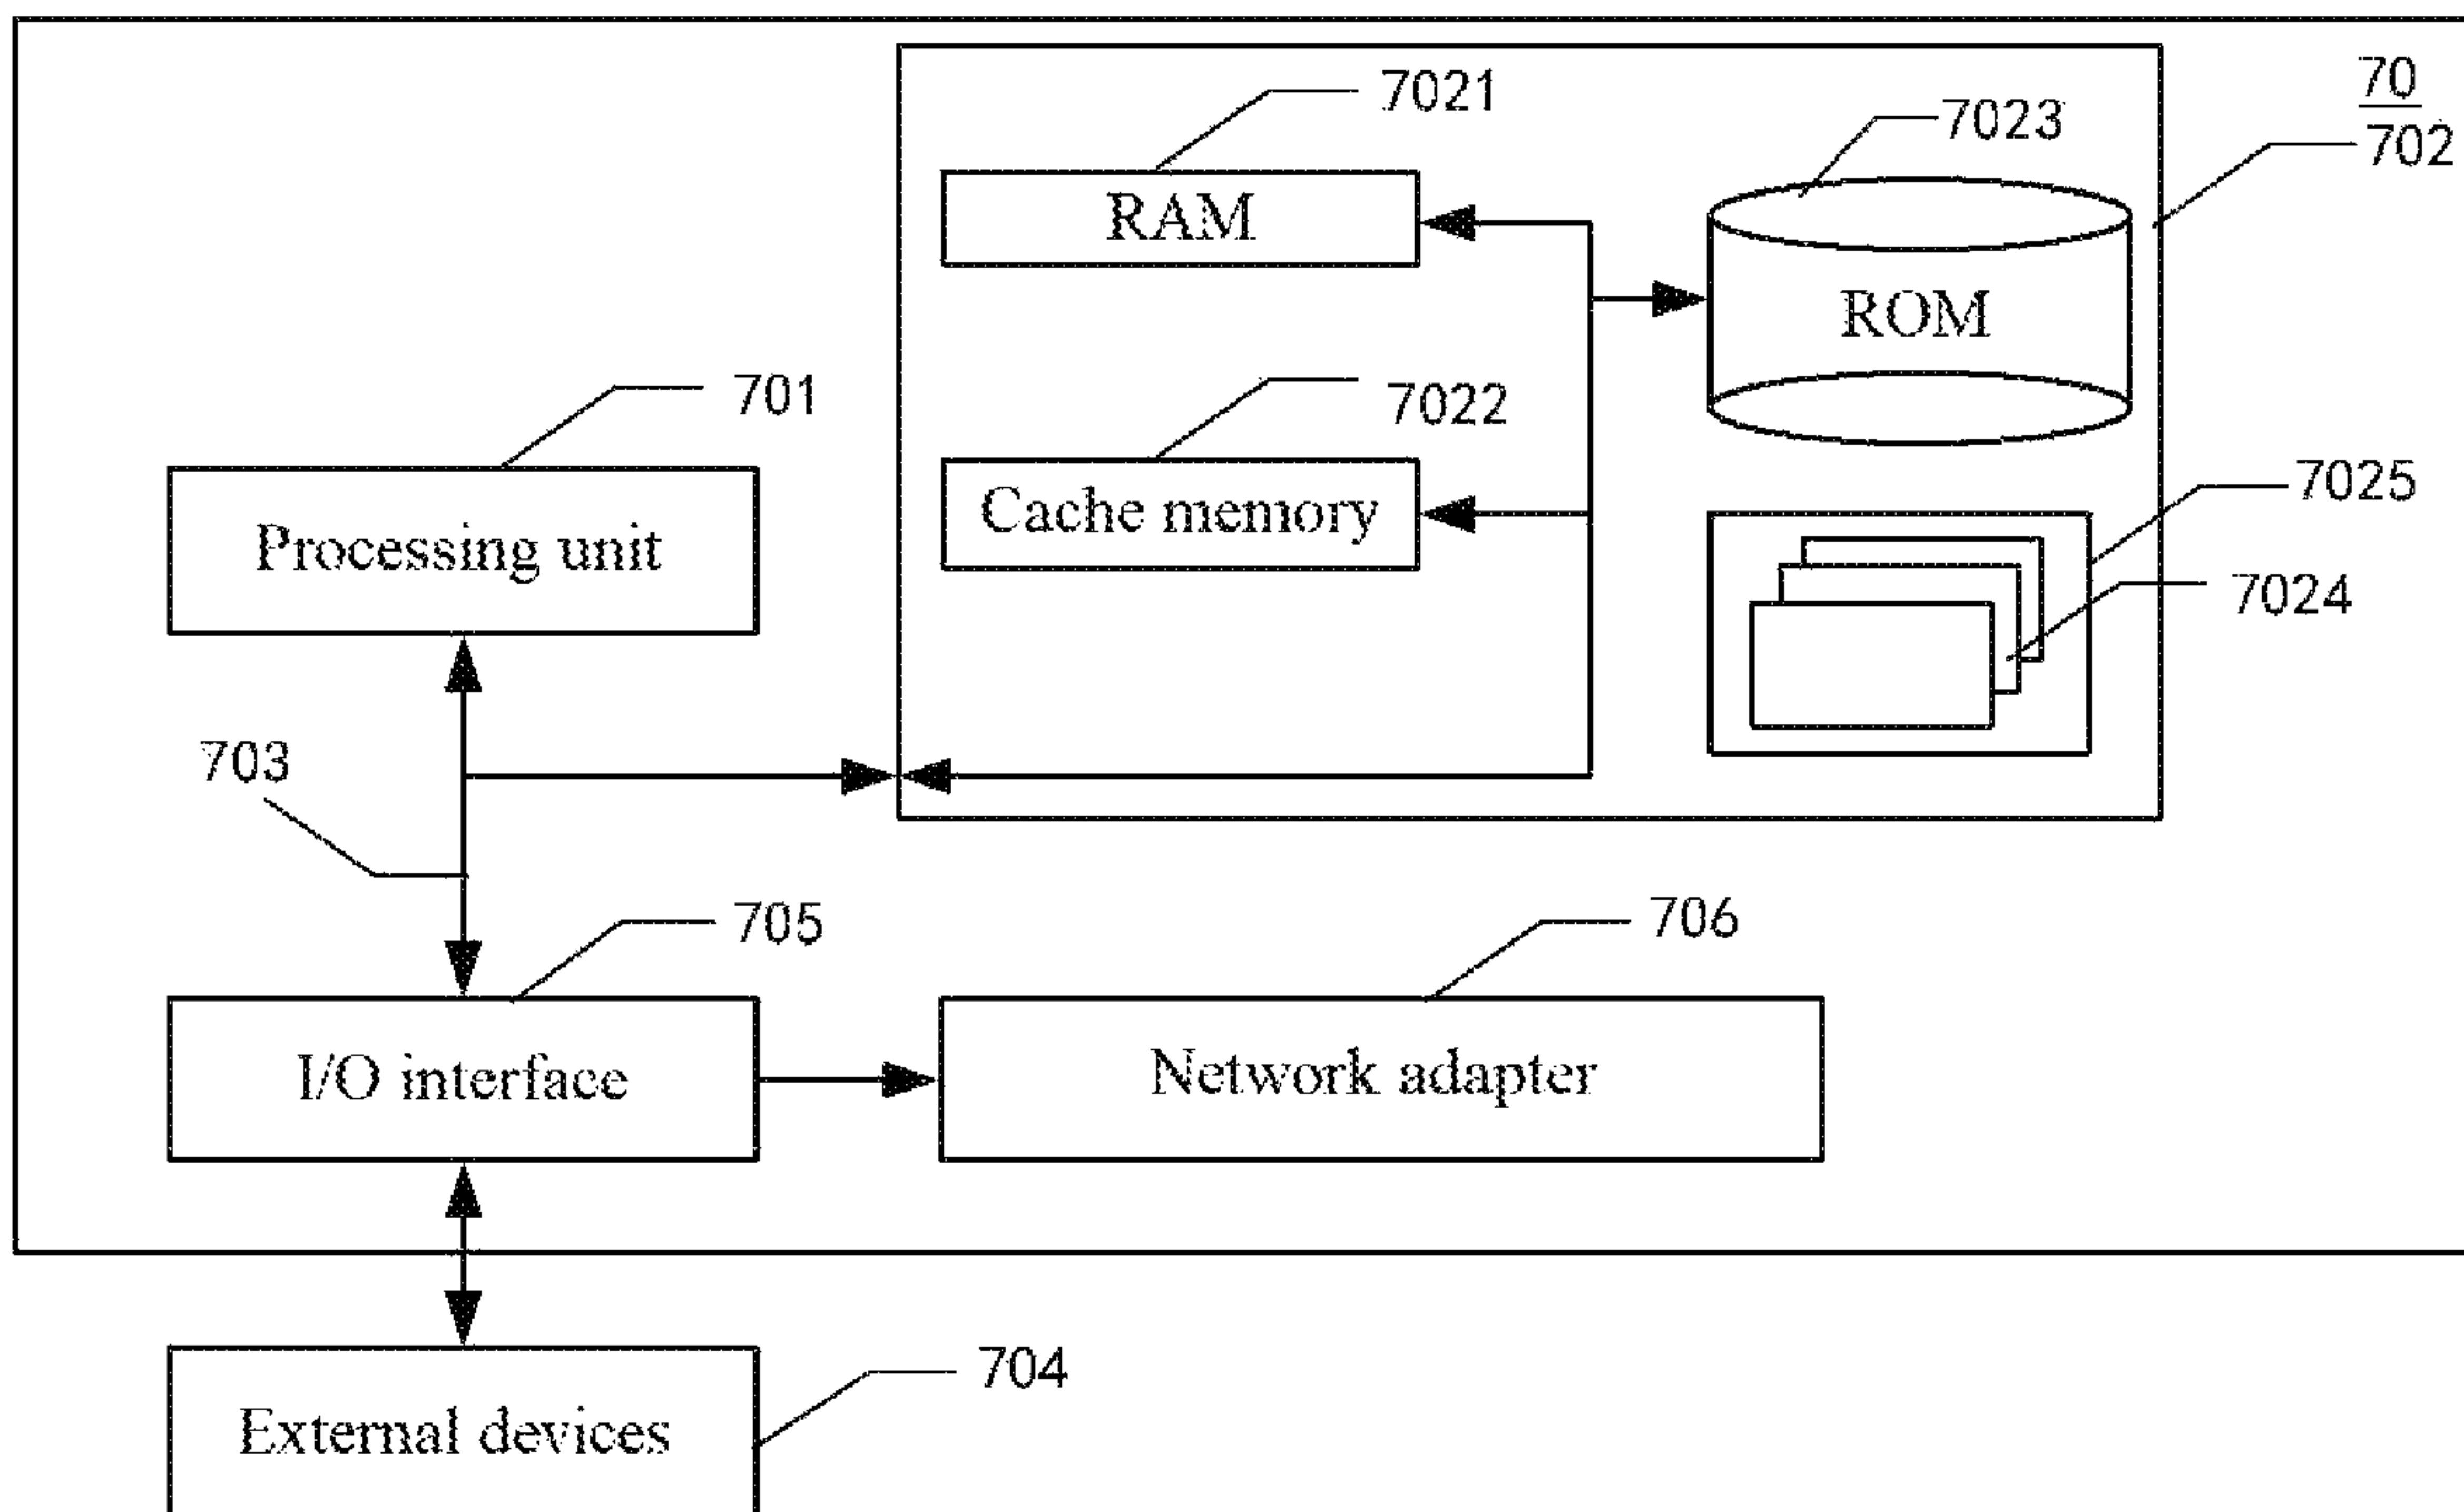 70
7021
7023
702
RAM
ROM
701
7022
7025
Cache memory
Processing unit
7024
703
705
706
I/O interface
Network adapter
704
External devices